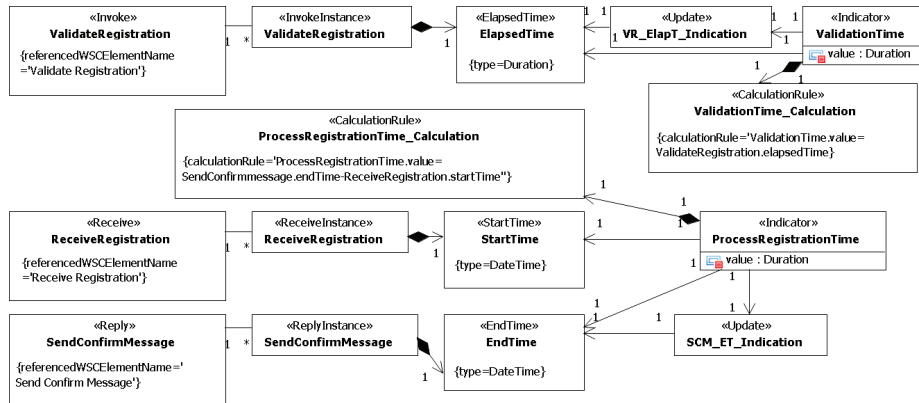 «Invoke»
ValidateRegistration
{referencedWSCElementName
='Validate Registration'}
1
*
«InvokeInstance»
ValidateRegistration
1
«ElapsedTime»
ElapsedTime
{type=Duration}
1
1
«Update»
VR_ElapT_Indication
1
1
«Indicator»
ValidationTime
value : Duration
1
1
1
1
«CalculationRule»
ValidationTime_Calculation
{calculationRule='ValidationTime.value=
ValidateRegistration.elapsedTime}
«CalculationRule»
ProcessRegistrationTime_Calculation
{calculationRule='ProcessRegistrationTime.value=
SendConfirmmessage.endTime-ReceiveRegistration.startTime"}
1
1
«Receive»
ReceiveRegistration
{referencedWSCElementName
='Receive Registration'}
1
*
«ReceiveInstance»
ReceiveRegistration
1
«StartTime»
StartTime
{type=DateTime}
1
1
«Indicator»
ProcessRegistrationTime
value : Duration
1
1
1
1
«Reply»
SendConfirmMessage
{referencedWSCElementName='
Send Confirm Message'}
1
*
«ReplyInstance»
SendConfirmMessage
1
«EndTime»
EndTime
{type=DateTime}
1
1
«Update»
SCM_ET_Indication